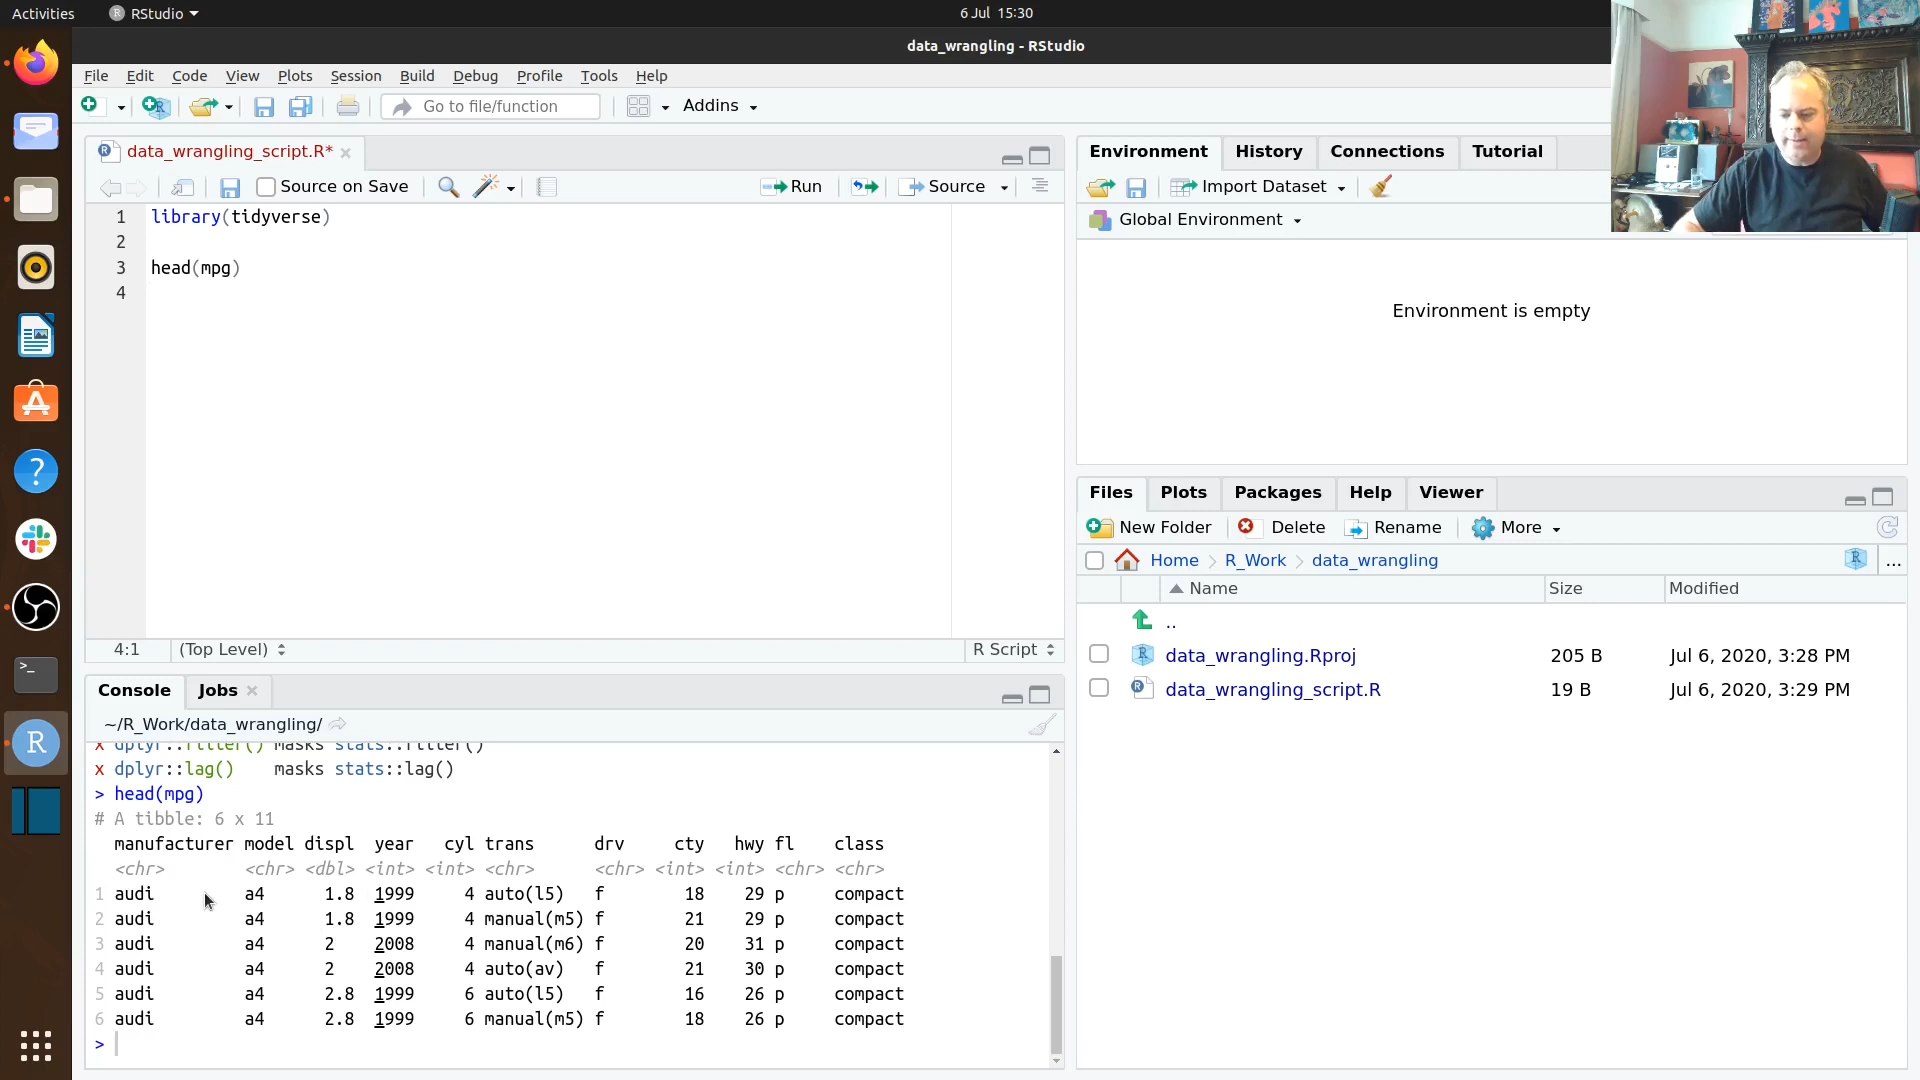 Activities
RStudio
6 Jul 15:30
data_wrangling - RStudio
File Edit Code View Plots Session Build Debug Profile Tools Help
Go to file/function
Addins
data_wrangling_script.R*
Source on Save
Run
Source
1 library(tidyverse)
2
3 head(mpg)
4
4:1 (Top Level) R Script
Console Jobs
~/R_Work/data_wrangling/
x dplyr::filter() masks stats::filter()
x dplyr::lag() masks stats::lag()
> head(mpg)
# A tibble: 6 x 11
manufacturer model displ year cyl trans drv cty hwy fl class
<chr> <chr> <dbl> <int> <int> <chr> <chr> <int> <int> <chr> <chr>
1 audi a4 1.8 1999 4 auto(l5) f 18 29 p compact
2 audi a4 1.8 1999 4 manual(m5) f 21 29 p compact
3 audi a4 2 2008 4 manual(m6) f 20 31 p compact
4 audi a4 2 2008 4 auto(av) f 21 30 p compact
5 audi a4 2.8 1999 6 auto(l5) f 16 26 p compact
6 audi a4 2.8 1999 6 manual(m5) f 18 26 p compact
>
Environment History Connections Tutorial
Import Dataset
Global Environment
Environment is empty
Files Plots Packages Help Viewer
New Folder Delete Rename More
Home R_Work data_wrangling
...
Name Size Modified
..
data_wrangling.Rproj 205 B Jul 6, 2020, 3:28 PM
data_wrangling_script.R 19 B Jul 6, 2020, 3:29 PM